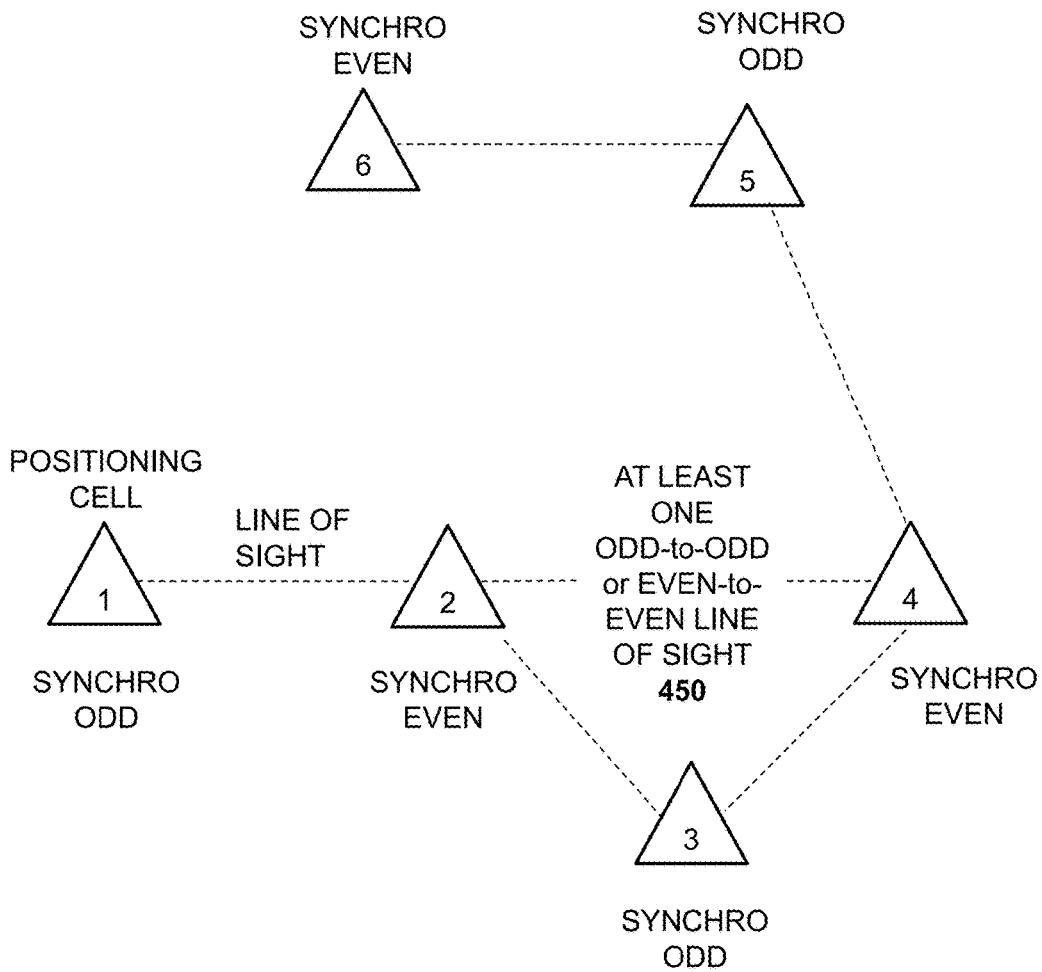 SYNCHRO
EVEN
SYNCHRO
ODD
6
5
POSITIONING
CELL
LINE OF
SIGHT
AT LEAST
ONE
ODD-to-ODD
or EVEN-to-
EVEN LINE
OF SIGHT
450
1
2
4
SYNCHRO
ODD
SYNCHRO
EVEN
SYNCHRO
EVEN
3
SYNCHRO
ODD